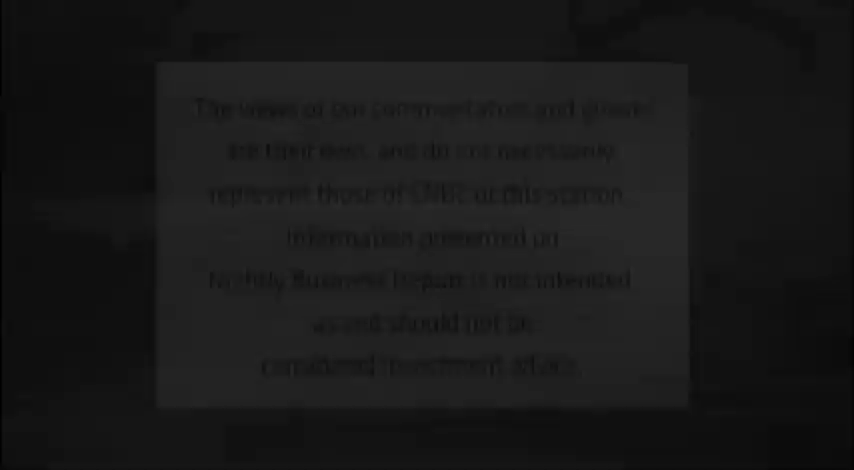 The views of our commentators and guests
are their own, and do not necessarily
represent those of CNBC or this station.
Information presented on
Nightly Business Report is not intended
as and should not be
considered investment advice.